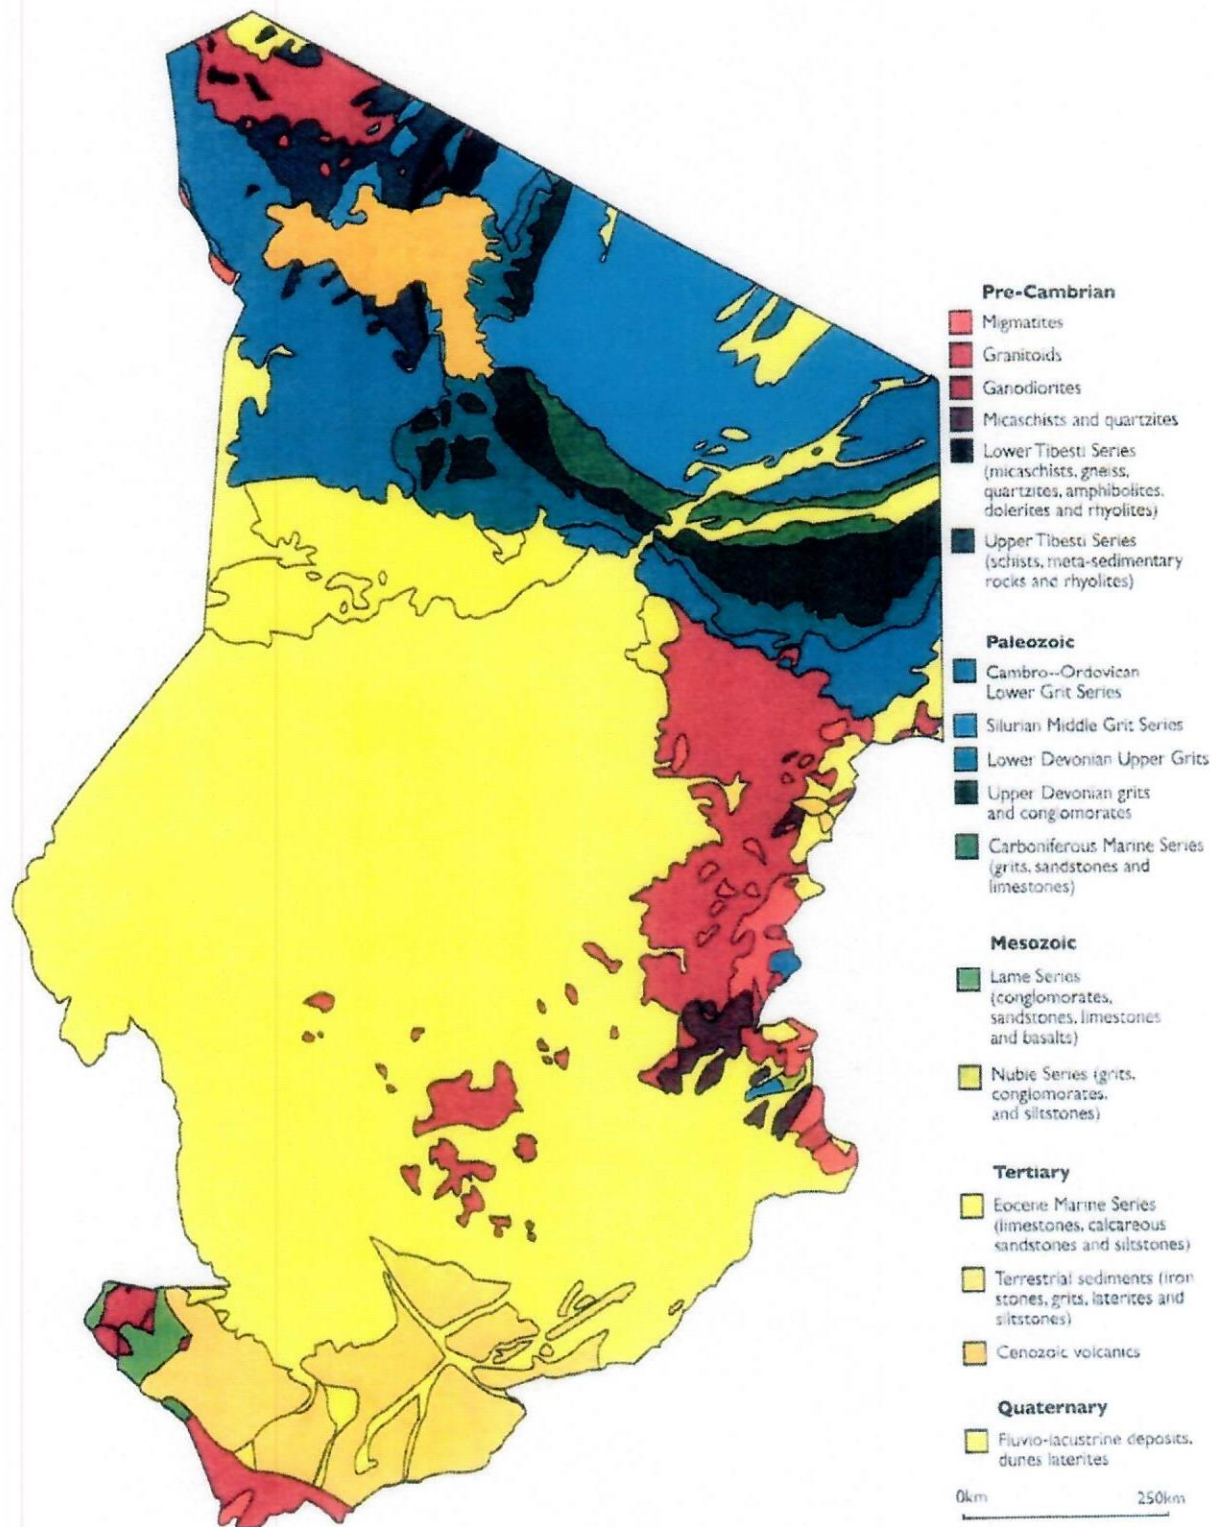 Pre-Cambrian
Migmatites
Granitoids
Ganodiorites
Micaschists and quartzites
Lower Tibesti Series
(micaschists, gneiss,
quartzites, amphibolites,
dolerites and rhyolites)
Upper Tibesti Series
(schists, meta-sedimentary
rocks and rhyolites)
Paleozoic
Cambro--Ordovican
Lower Grit Series
Silurian Middle Grit Series
Lower Devonian Upper Grits
Upper Devonian grits
and conglomorates
Carboniferous Marine Series
(grits, sandstones and
limestones)
Mesozoic
Lame Series
(conglomorates,
sandstones, limestones
and basalts)
Nubie Series (grits,
conglomorates,
and siltstones)
Tertiary
Eocene Marine Series
(limestones, calcareous
sandstones and siltstones)
Terrestrial sediments (iron
stones, grits, laterites and
siltstones)
Cenozoic volcanics
Quaternary
Fluvio-lacustrine deposits,
dunes laterites
0km 250km